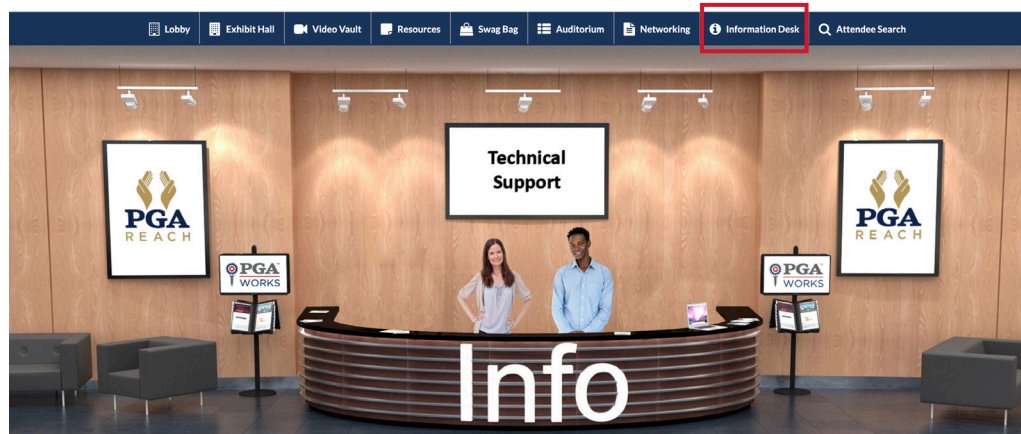 Lobby
Exhibit Hall
Video Vault
Resources
Swag Bag
Auditorium
Networking
Information Desk
Attendee Search
Technical
Support
PGA
REACH
PGA
REACH
PGA
WORKS
PGA
WORKS
Info